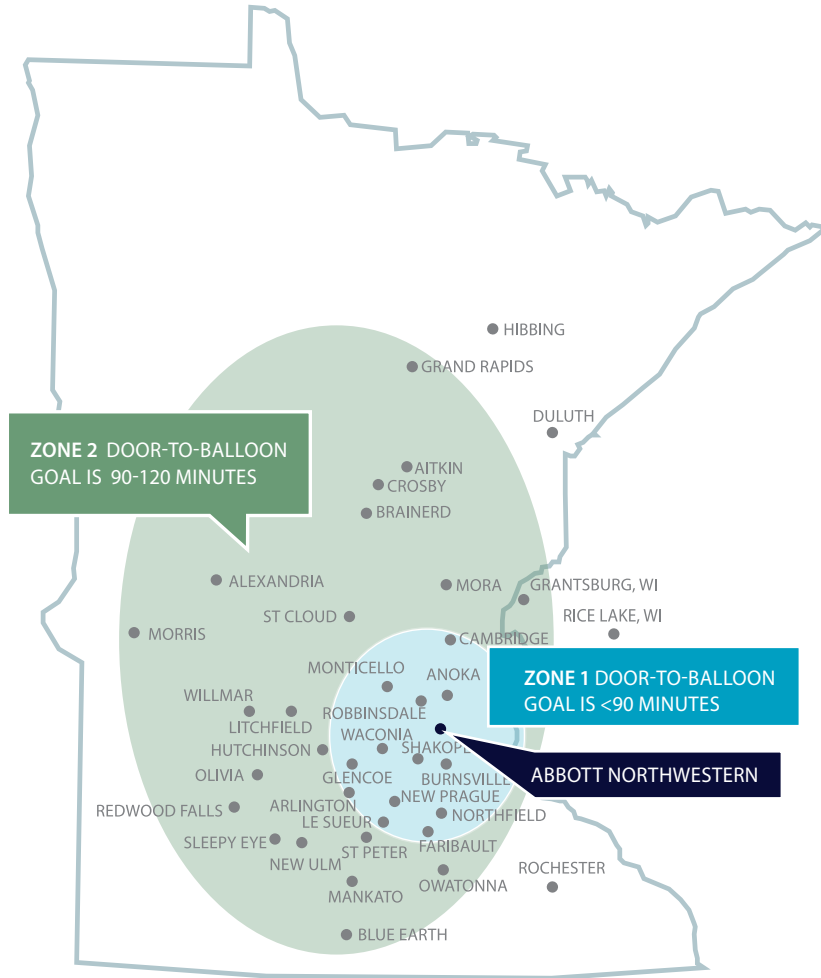 HIBBING
GRAND RAPIDS
DULUTH
ZONE 2 DOOR-TO-BALLOON
GOAL IS 90-120 MINUTES
AITKIN
CROSBY
BRAINERD
ALEXANDRIA
MORA
GRANTSBURG, WI
ST CLOUD
RICE LAKE, WI
MORRIS
CAMBRIDGE
MONTICELLO
ANOKA
ZONE 1 DOOR-TO-BALLOON
GOAL IS <90 MINUTES
WILLMAR
LITCHFIELD
ROBBINSDALE
WACONIA
HUTCHINSON
SHAKOPE
OLIVIA
GLENCOE
BURNSVILLE
ABBOTT NORTHWESTERN
NEW PRAGUE
REDWOOD FALLS
ARLINGTON
LE SUEUR
NORTHFIELD
SLEEPY EYE
NEW ULM
ST PETER
FARIBAULT
ROCHESTER
OWATONNA
MANKATO
BLUE EARTH